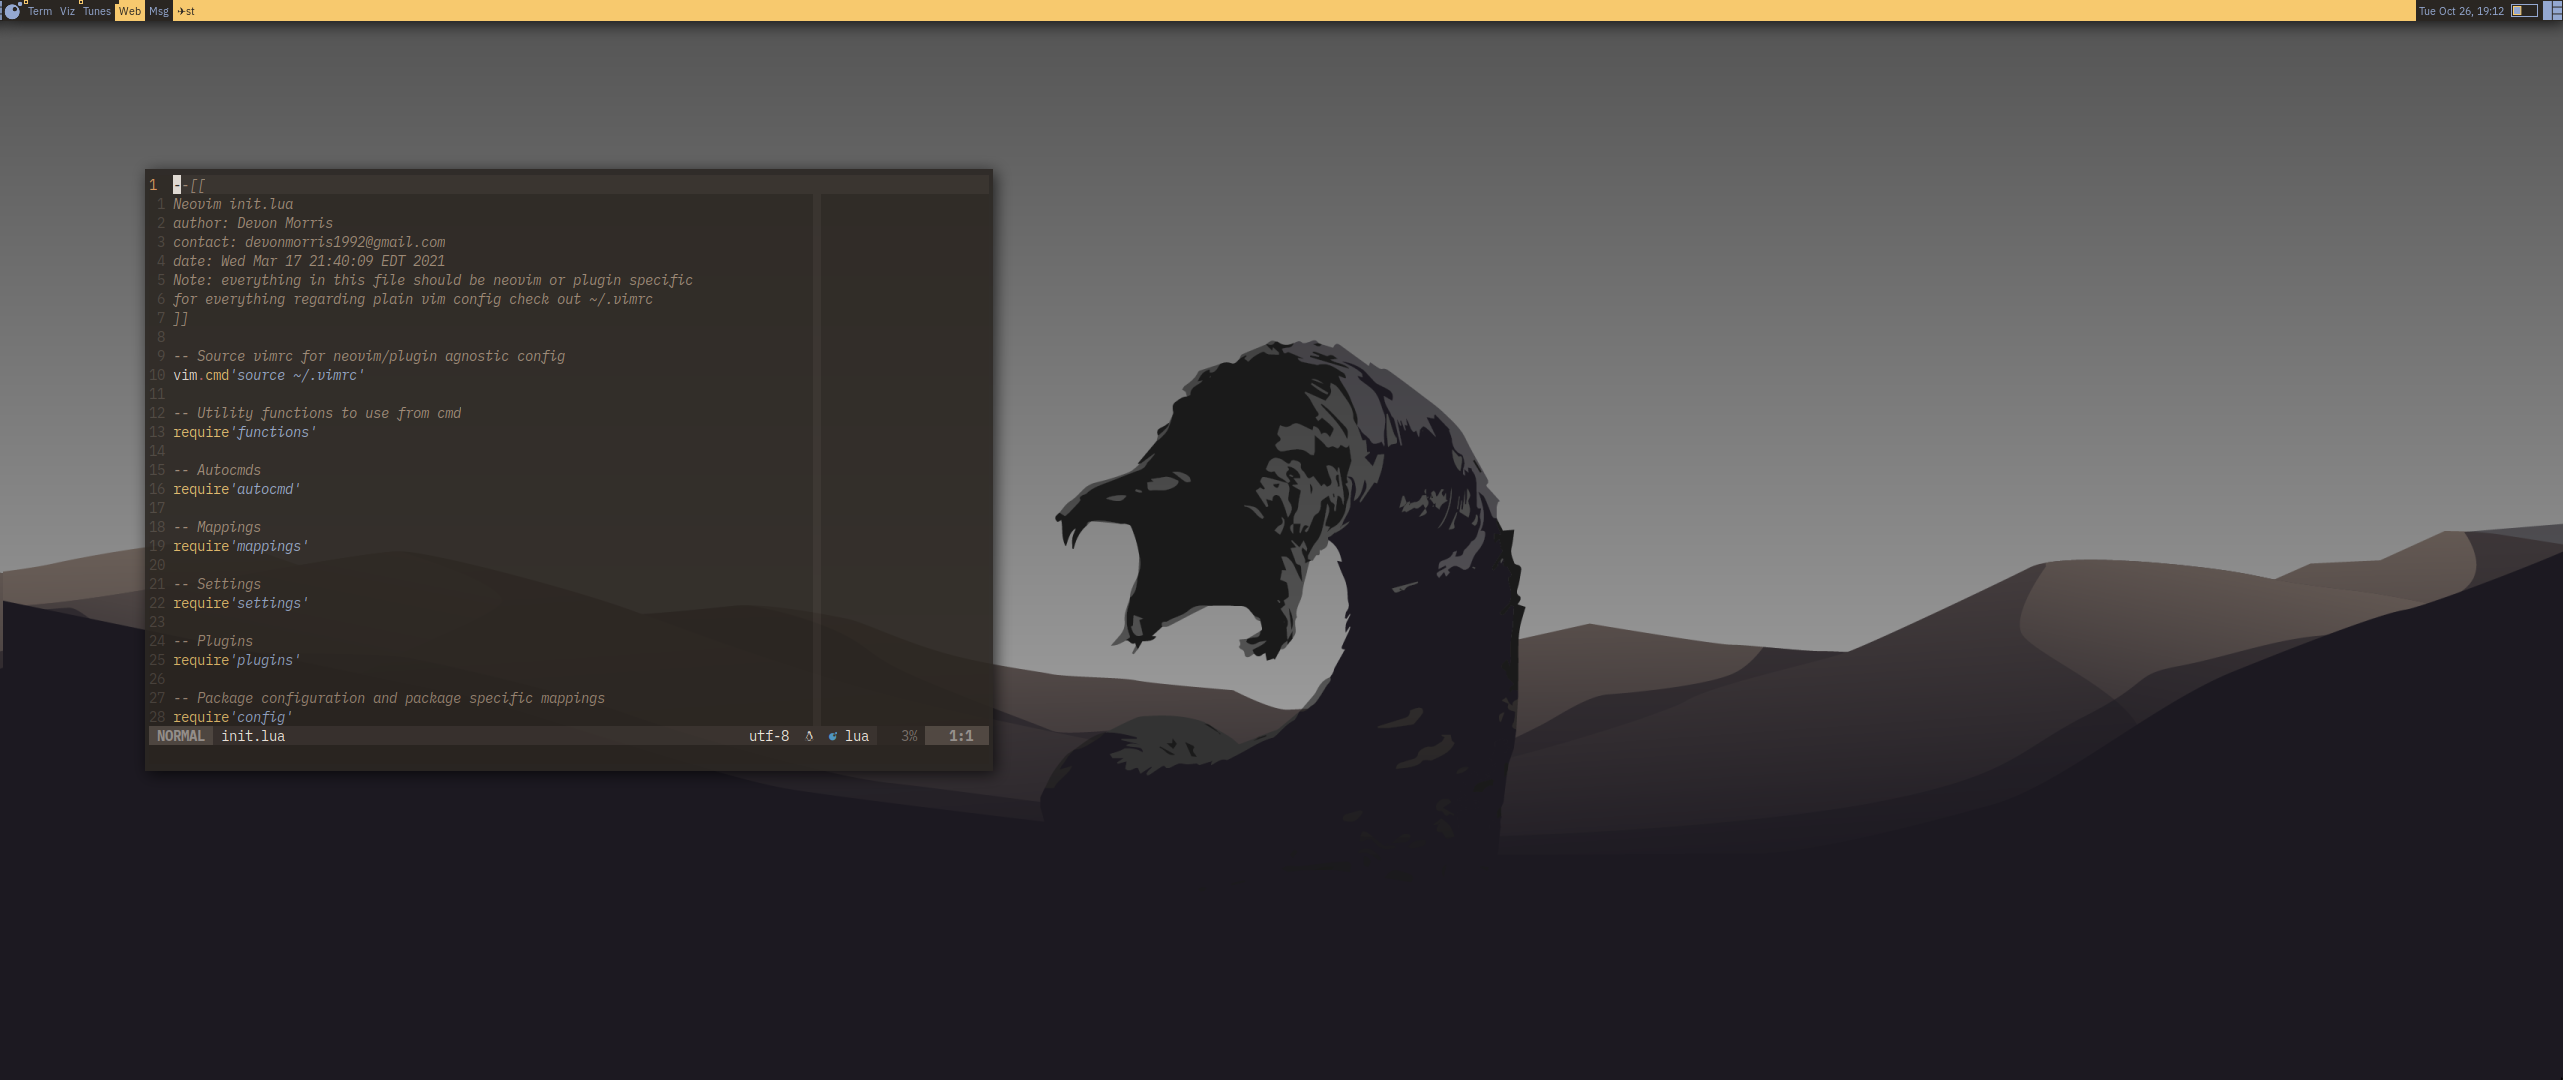 Term Viz Tunes Web Msg ✈st Tue Oct 26, 19:12
1 --[[
1 Neovim init.lua
2 author: Devon Morris
3 contact: devonmorris1992@gmail.com
4 date: Wed Mar 17 21:40:09 EDT 2021
5 Note: everything in this file should be neovim or plugin specific
6 for everything regarding plain vim config check out ~/.vimrc
7 ]]
8
9 -- Source vimrc for neovim/plugin agnostic config
10 vim.cmd'source ~/.vimrc'
11
12 -- Utility functions to use from cmd
13 require'functions'
14
15 -- Autocmds
16 require'autocmd'
17
18 -- Mappings
19 require'mappings'
20
21 -- Settings
22 require'settings'
23
24 -- Plugins
25 require'plugins'
26
27 -- Package configuration and package specific mappings
28 require'config'
NORMAL init.lua utf-8 lua 3% 1:1